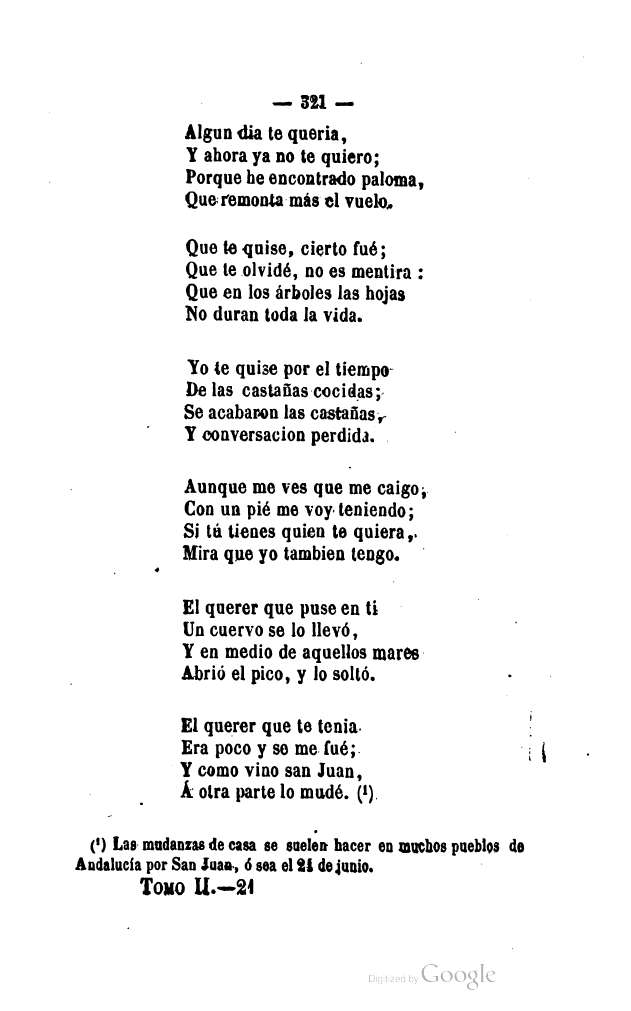 — 321 —
Algun dia te queria,
Y ahora ya no te quiero;
Porque he encontrado paloma,
Que remonta más el vuelo.
Que te quise, cierto fué;
Que te olvidé, no es mentira :
Que en los árboles las hojas
No duran toda la vida.
Yo te quise por el tiempo
De las castañas cocidas;
Se acabaron las castañas,
Y conversacion perdida.
Aunque me ves que me caigo,
Con un pié me voy teniendo;
Si tú tienes quien te quiera,
Mira que yo tambien tengo.
El querer que puse en ti
Un cuervo se lo llevó,
Y en medio de aquellos mares
Abrió el pico, y lo soltó.
El querer que te tenia
Era poco y se me fué;
Y como vino san Juan,
Á otra parte lo mudé. (¹)
(¹) Las mudanzas de casa se suelen hacer en muchos pueblos de
Andalucía por San Juan, ó sea el 24 de junio.
TOMO II.—21
Digitized by Google